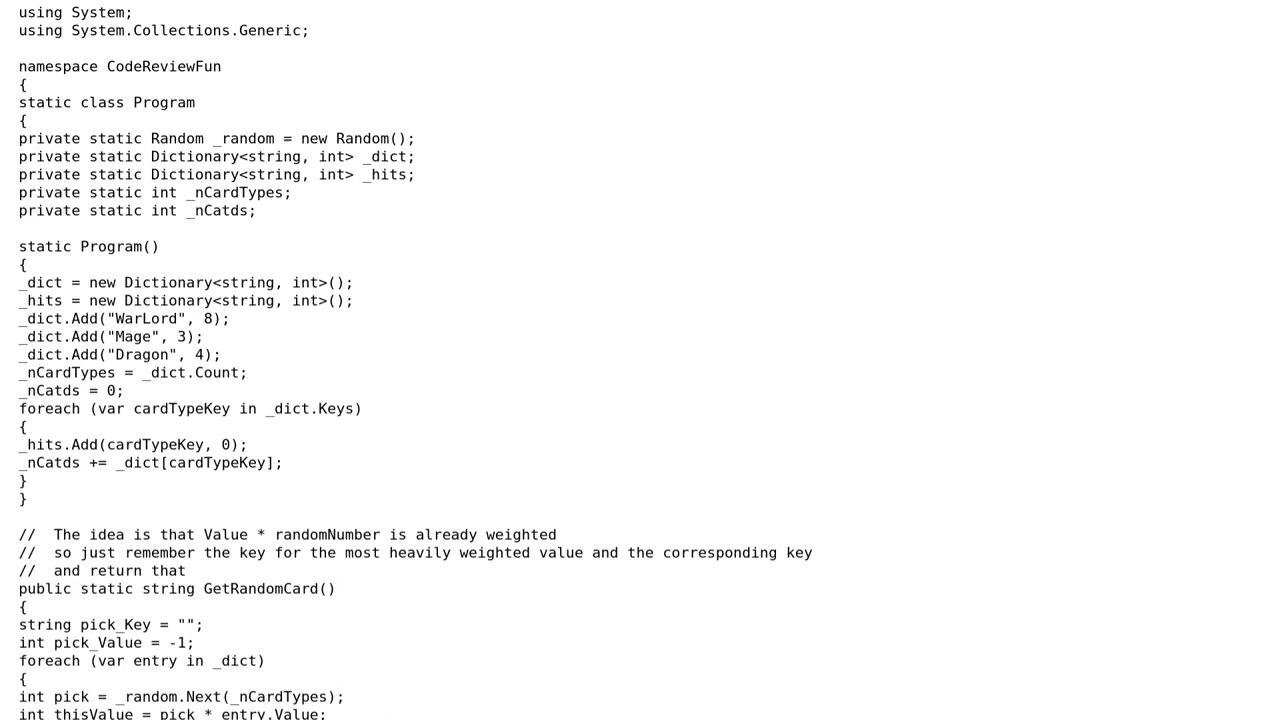 using System;
using System.Collections.Generic;
namespace CodeReviewFun
{
static class Program
{
private static Random _random = new Random();
private static Dictionary<string, int> _dict;
private static Dictionary<string, int> _hits;
private static int _nCardTypes;
private static int _nCatds;
static Program()
{
_dict = new Dictionary<string, int>();
_hits = new Dictionary<string, int>();
_dict.Add("WarLord", 8);
_dict.Add("Mage", 3);
_dict.Add("Dragon", 4);
_nCardTypes = _dict.Count;
_nCatds = 0;
foreach (var cardTypeKey in _dict.Keys)
{
_hits.Add(cardTypeKey, 0);
_nCatds += _dict[cardTypeKey];
}
}
//  The idea is that Value * randomNumber is already weighted
//  so just remember the key for the most heavily weighted value and the corresponding key
//  and return that
public static string GetRandomCard()
{
string pick_Key = "";
int pick_Value = -1;
foreach (var entry in _dict)
{
int pick = _random.Next(_nCardTypes);
int thisValue = pick * entry.Value;